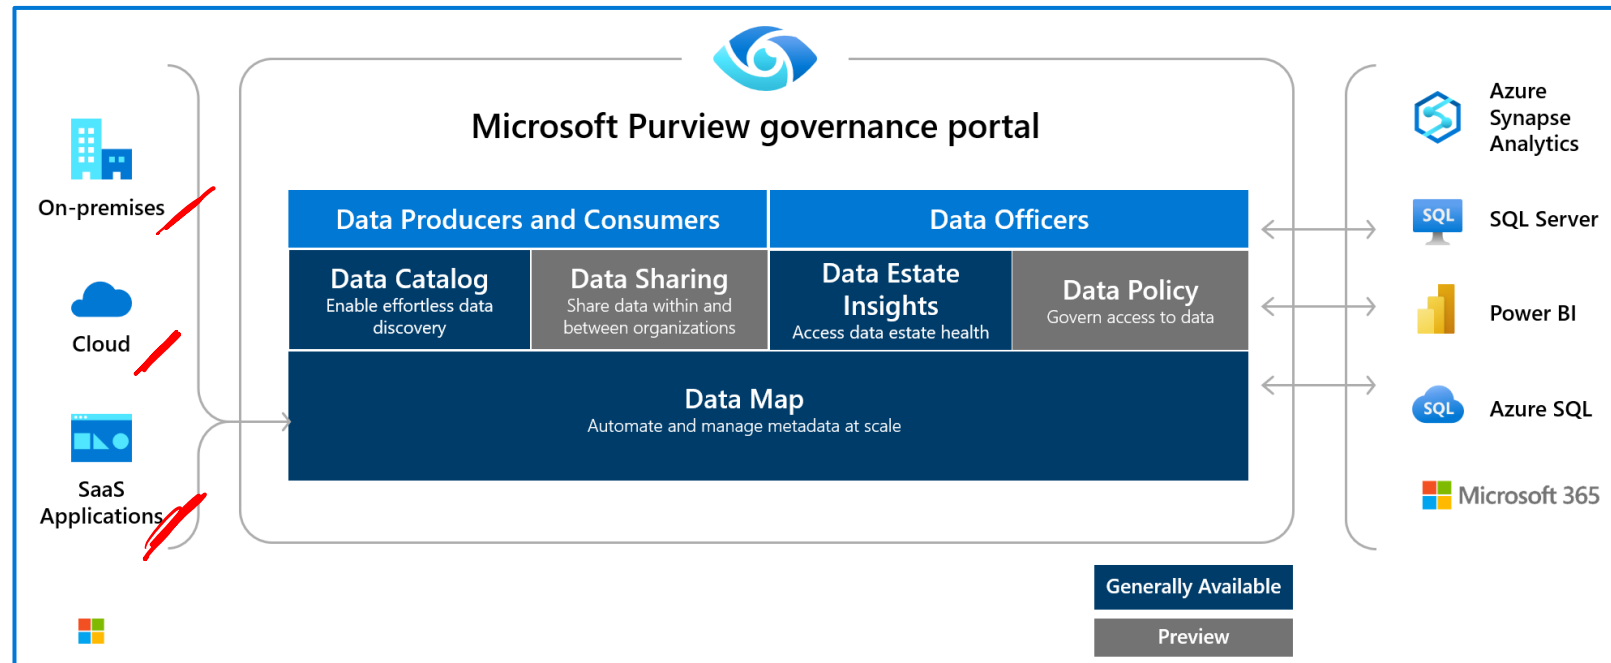 Microsoft Purview governance portal
On-premises
Cloud
SaaS
Applications
Data Producers and Consumers
Data Officers
Data Catalog
Enable effortless data
discovery
Data Sharing
Share data within and
between organizations
Data Estate
Insights
Access data estate health
Data Policy
Govern access to data
Data Map
Automate and manage metadata at scale
Azure
Synapse
Analytics
SQL
SQL Server
Power BI
SQL
Azure SQL
Microsoft 365
Generally Available
Preview